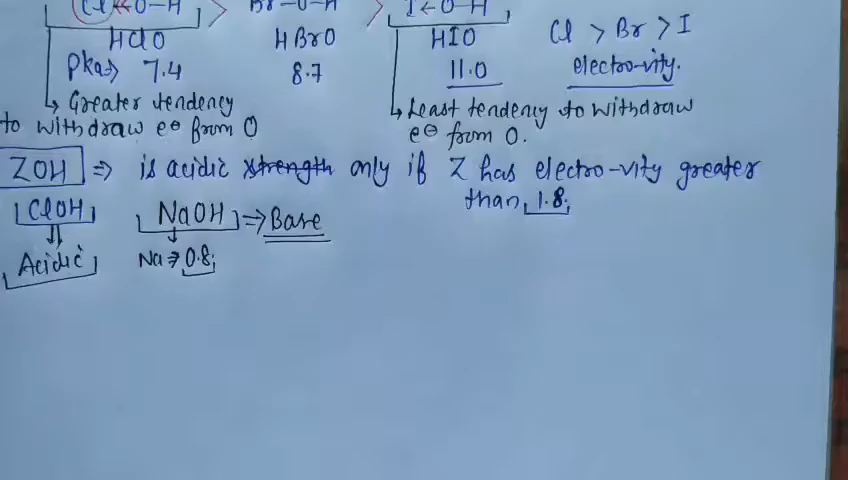 Cl ← O-H > Br-O-H > I ← O-H
HClO HBrO HIO Cl > Br > I
Pka⇒ 7.4 8.7 11.0 electro-vity.
↳ Greater tendency to withdraw e⊖ from O
↳ Least tendency to withdraw e⊖ from O.
ZOH ⇒ is acidic strength only if Z has electro-vity greater
than 1.8.
ClOH NaOH ⇒ Base
Acidic Na ⇒ 0.8